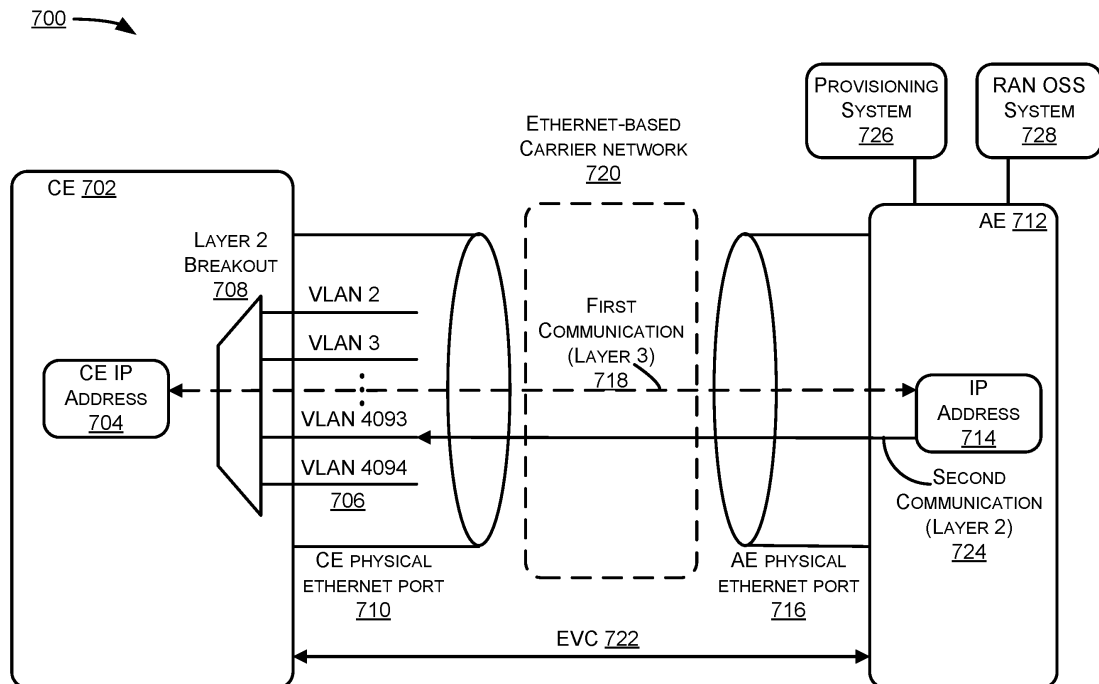 700
PROVISIONING
SYSTEM
726
RAN OSS
SYSTEM
728
ETHERNET-BASED
CARRIER NETWORK
720
CE 702
AE 712
LAYER 2
BREAKOUT
708
VLAN 2
VLAN 3
FIRST
COMMUNICATION
(LAYER 3)
718
CE IP
ADDRESS
704
IP
ADDRESS
714
VLAN 4093
VLAN 4094
706
SECOND
COMMUNICATION
(LAYER 2)
724
CE PHYSICAL
ETHERNET PORT
710
AE PHYSICAL
ETHERNET PORT
716
EVC 722